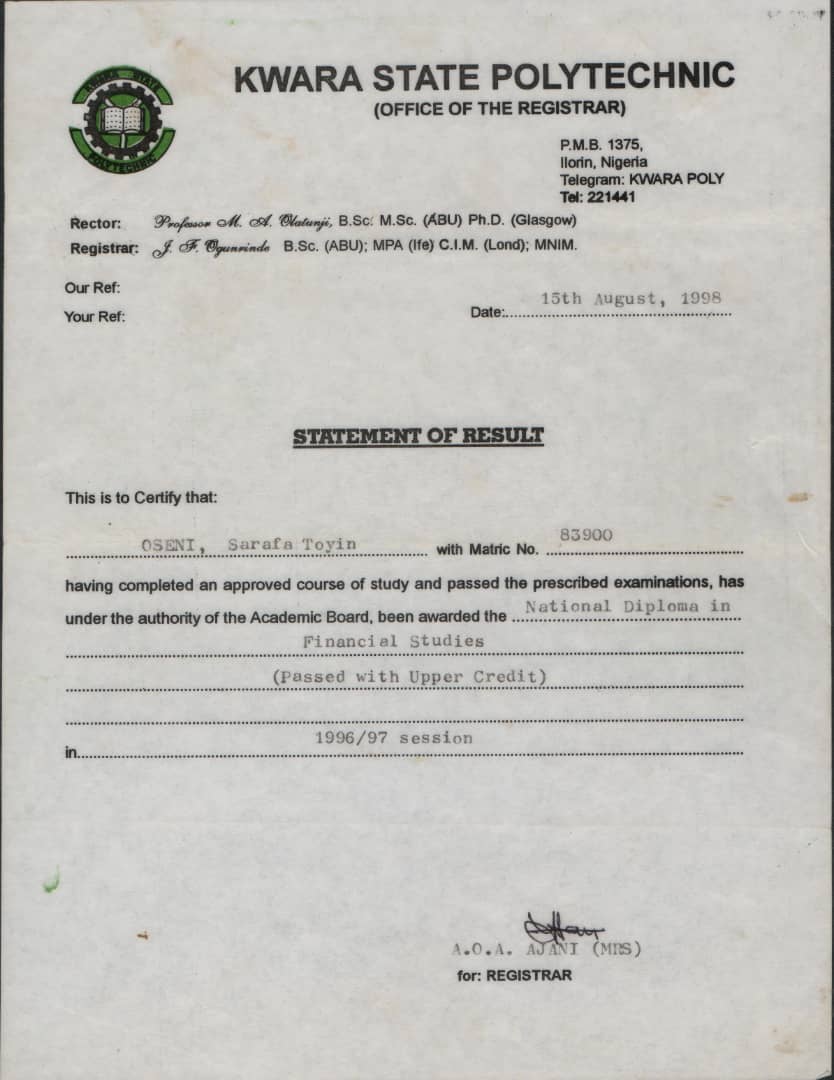 KWARA STATE
POLYTECHNIC
KWARA STATE POLYTECHNIC
(OFFICE OF THE REGISTRAR)
P.M.B. 1375,
Ilorin, Nigeria
Telegram: KWARA POLY
Tel: 221441
Rector: Professor M. A. Olatunji, B.Sc. M.Sc. (ABU) Ph.D. (Glasgow)
Registrar: J. F. Ogunrinde B.Sc. (ABU); MPA (Ife) C.I.M. (Lond); MNIM.
Our Ref:
Your Ref:
Date: 15th August, 1998
STATEMENT OF RESULT
This is to Certify that:
OSENI, Sarafa Toyin with Matric No. 83900
having completed an approved course of study and passed the prescribed examinations, has
under the authority of the Academic Board, been awarded the National Diploma in
Financial Studies
(Passed with Upper Credit)
in 1996/97 session
A.O.A. AJANI (MRS)
for: REGISTRAR